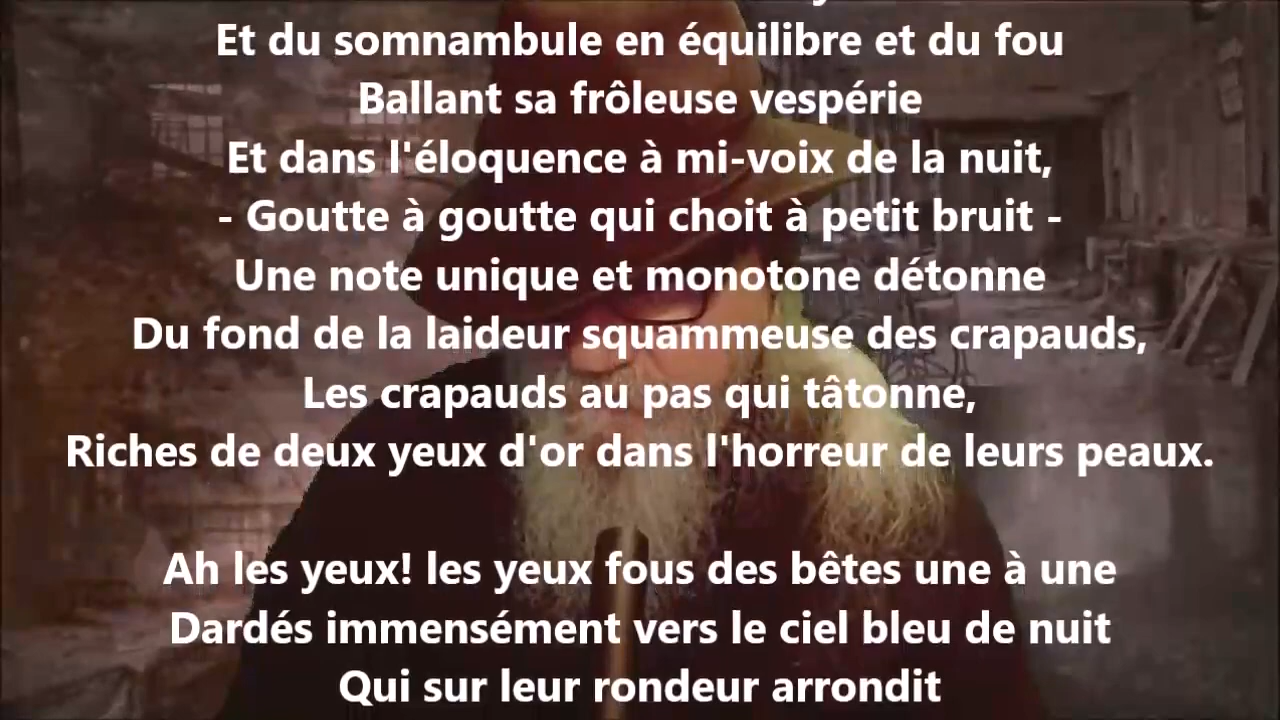 Et du somnambule en équilibre et du fou
Ballant sa frôleuse vespérie
Et dans l'éloquence à mi-voix de la nuit,
- Goutte à goutte qui choit à petit bruit -
Une note unique et monotone détonne
Du fond de la laideur squammeuse des crapauds,
Les crapauds au pas qui tâtonne,
Riches de deux yeux d'or dans l'horreur de leurs peaux.
Ah les yeux! les yeux fous des bêtes une à une
Dardés immensément vers le ciel bleu de nuit
Qui sur leur rondeur arrondit